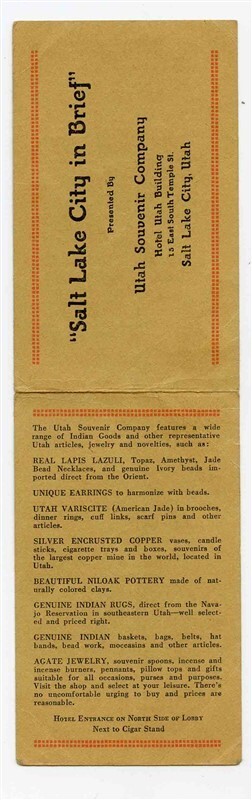 "Salt Lake City in Brief"
Presented By
Utah Souvenir Company
Hotel Utah Building
15 East South Temple St.
Salt Lake City, Utah
The Utah Souvenir Company features a wide
range of Indian Goods and other representative
Utah articles, jewelry and novelties, such as:
REAL LAPIS LAZULI, Topaz, Amethyst, Jade
Bead Necklaces, and genuine Ivory beads im-
ported direct from the Orient.
UNIQUE EARRINGS to harmonize with beads.
UTAH VARISCITE (American Jade) in brooches,
dinner rings, cuff links, scarf pins and other
articles.
SILVER ENCRUSTED COPPER vases, candle
sticks, cigarette trays and boxes, souvenirs of
the largest copper mine in the world, located in
Utah.
BEAUTIFUL NILOAK POTTERY made of nat-
urally colored clays.
GENUINE INDIAN RUGS, direct from the Nava-
jo Reservation in southeastern Utah—well select-
ed and priced right.
GENUINE INDIAN baskets, bags, belts, hat
bands, bead work, moccasins and other articles.
AGATE JEWELRY, souvenir spoons, incense and
incense burners, pennants, pillow tops and gifts
suitable for all occasions, purses and purposes.
Visit the shop and select at your leisure. There's
no uncomfortable urging to buy and prices are
reasonable.
HOTEL ENTRANCE ON NORTH SIDE OF LOBBY
Next to Cigar Stand